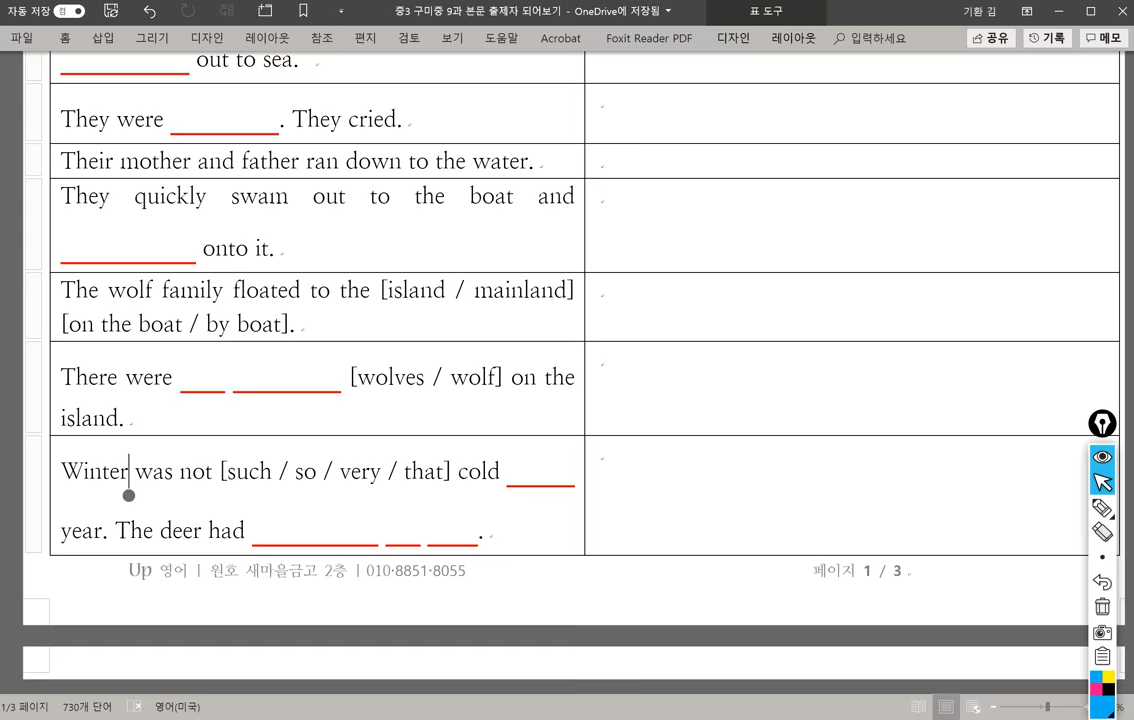 자동 저장 컴 중3 구미중 9과 본문 출제자 되어보기 - OneDrive에 저장됨 표 도구 기환 김
파일 홈 삽입 그리기 디자인 레이아웃 참조 편지 검토 보기 도움말 Acrobat Foxit Reader PDF 디자인 레이아웃 입력하세요 공유 기록 메모
out to sea.
They were . They cried.
Their mother and father ran down to the water.
They quickly swam out to the boat and
onto it.
The wolf family floated to the [island / mainland]
[on the boat / by boat].
There were [wolves / wolf] on the
island.
Winter was not [such / so / very / that] cold
year. The deer had .
Up 영어 | 원호 새마을금고 2층 | 010·8851·8055 페이지 1 / 3
1/3 페이지 730개 단어 영어(미국) %